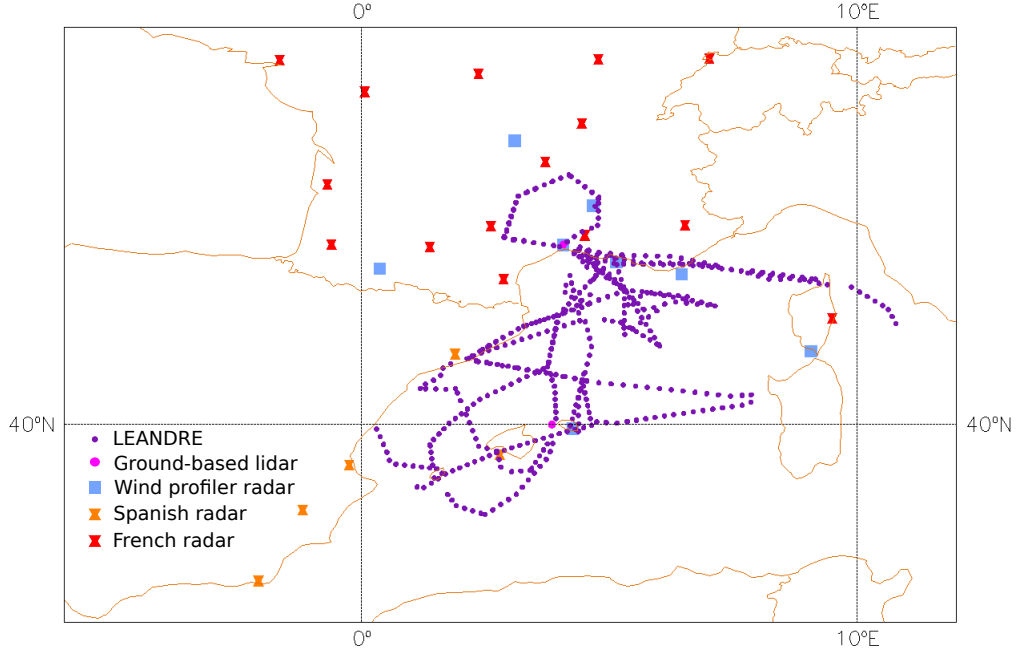 0°
10°E
40°N
40°N
LEANDRE
Ground-based lidar
Wind profiler radar
Spanish radar
French radar
0°
10°E